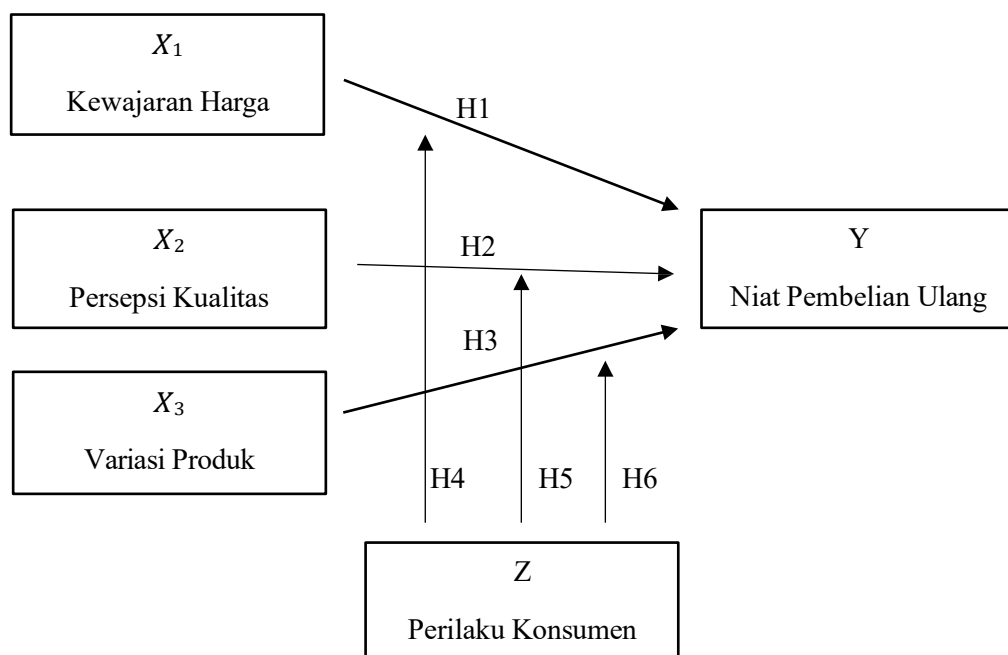 X₁
Kewajaran Harga
H1
X₂
Persepsi Kualitas
H2
Y
Niat Pembelian Ulang
H3
X₃
Variasi Produk
H4
H5
H6
Z
Perilaku Konsumen